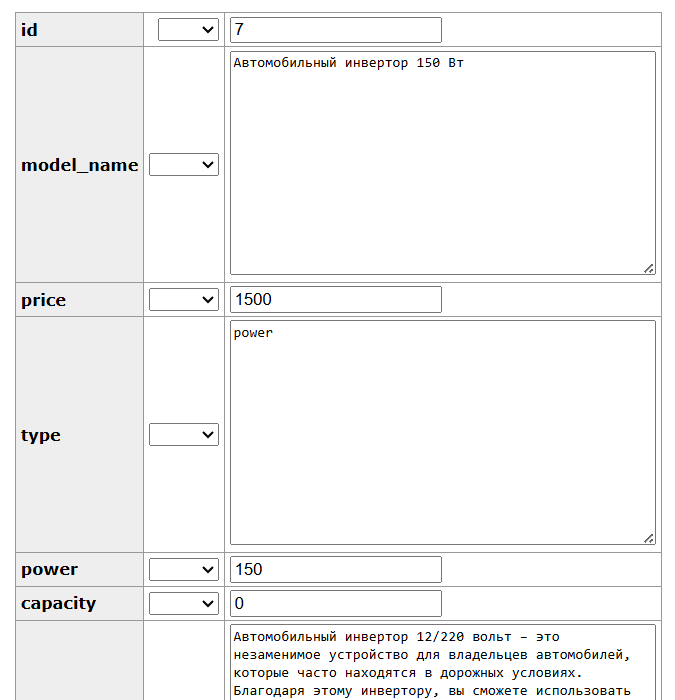 id 7
model_name Автомобильный инвертор 150 Вт
price 1500
type power
power 150
capacity 0
Автомобильный инвертор 12/220 вольт – это
незаменимое устройство для владельцев автомобилей,
которые часто находятся в дорожных условиях.
Благодаря этому инвертору, вы сможете использовать